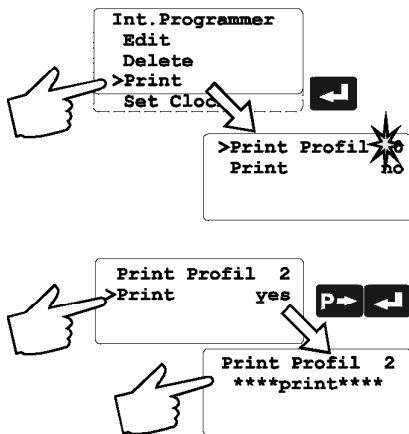 Int.Programmer
Edit
Delete
>Print
Set Cloc
>Print Profil 0
Print no
Print Profil 2
>Print yes
P→
Print Profil 2
****print****